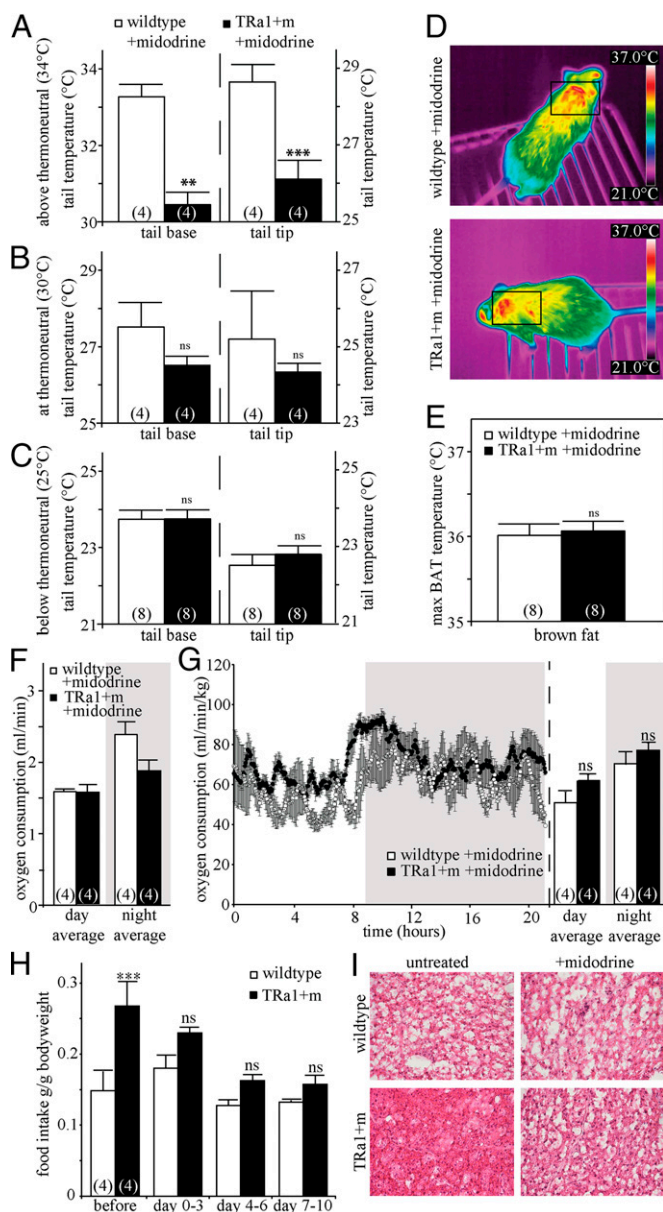 A
wildtype +midodrine
TRa1+m +midodrine
above thermoneutral (34°C)
tail temperature (°C)
33
32
31
30
(4) ** (4)
tail base
(4) *** (4)
tail tip
29
28
27
26
25
tail temperature (°C)
B
at thermoneutral (30°C)
tail temperature (°C)
29
27
25
(4) ns (4)
tail base
(4) ns (4)
tail tip
27
25
23
tail temperature (°C)
C
below thermoneutral (25°C)
tail temperature (°C)
25
23
21
(8) ns (8)
tail base
(8) ns (8)
tail tip
25
23
21
tail temperature (°C)
D
wildtype +midodrine
37.0°C
21.0°C
TRa1+m +midodrine
37.0°C
21.0°C
E
wildtype +midodrine
TRa1+m +midodrine
max BAT temperature (°C)
37
36
35
(8) ns (8)
brown fat
F
wildtype +midodrine
TRa1+m +midodrine
oxygen consumption (ml/min)
3
2
1
0
(4) (4)
day average
(4) (4)
night average
G
oxygen consumption (ml/min/kg)
120
100
80
60
40
20
0
wildtype +midodrine
TRa1+m +midodrine
0 4 8 12 16 20
time (hours)
(4) ns (4)
day average
(4) ns (4)
night average
H
wildtype
TRa1+m
food intake g/g bodyweight
0.3
0.2
0.1
0
(4) *** (4)
ns
ns
ns
before day 0-3 day 4-6 day 7-10
I
untreated +midodrine
wildtype
TRa1+m